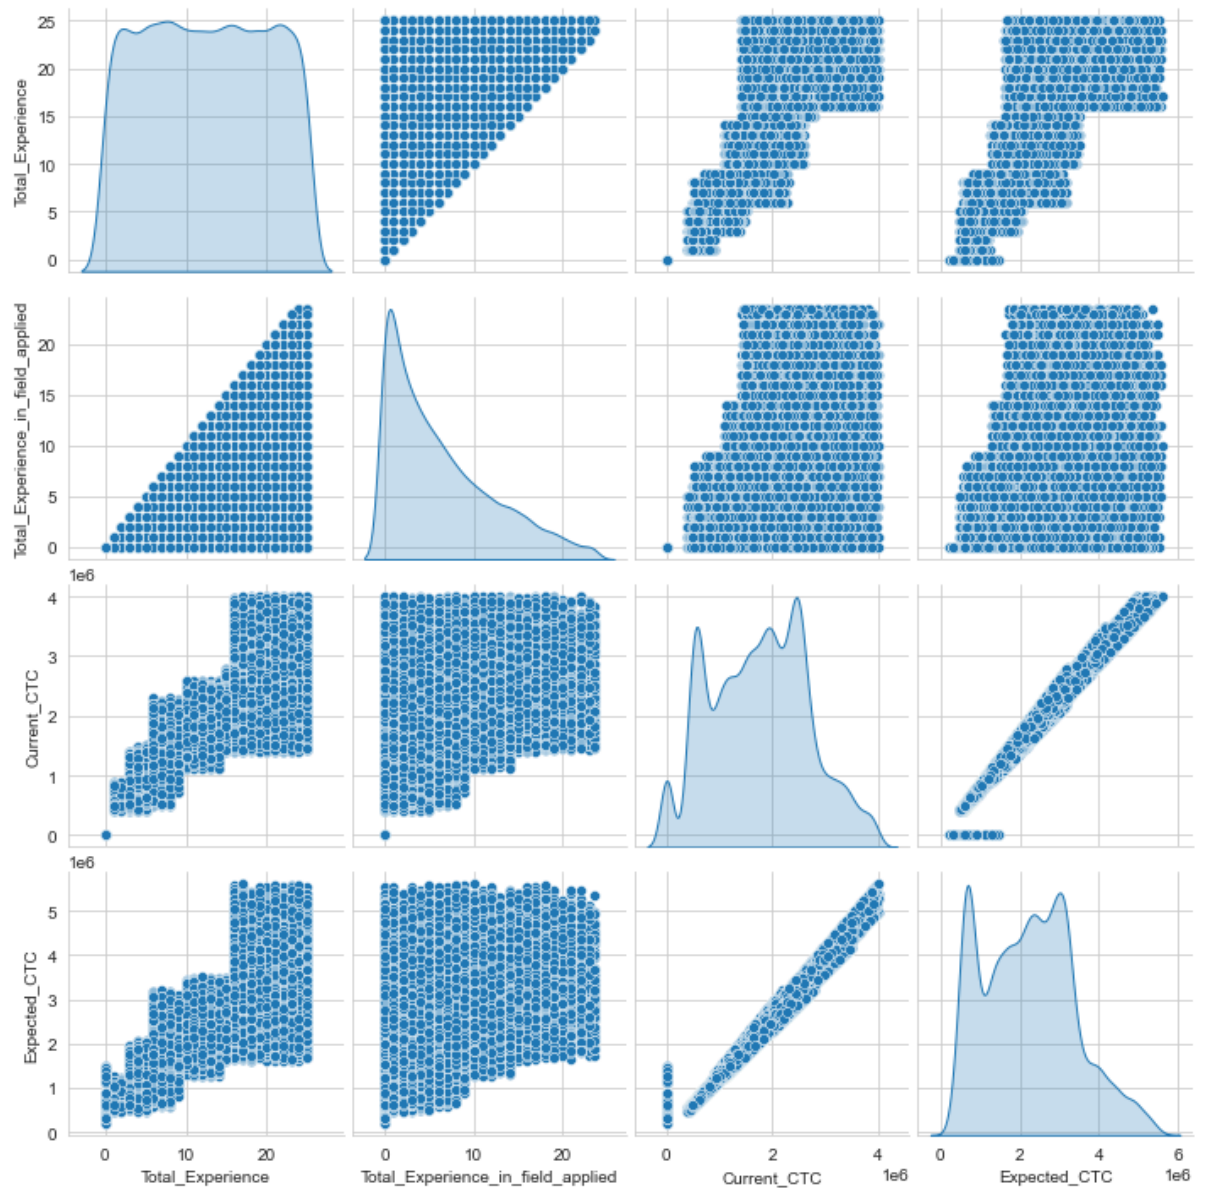 25
20
15
10
5
0
Total_Experience
20
15
10
5
0
Total_Experience_in_field_applied
1e6
4
3
2
1
0
Current_CTC
1e6
5
4
3
2
1
0
Expected_CTC
0 10 20 0 10 20 0 2 4 0 2 4 6
1e6 1e6
Total_Experience Total_Experience_in_field_applied Current_CTC Expected_CTC